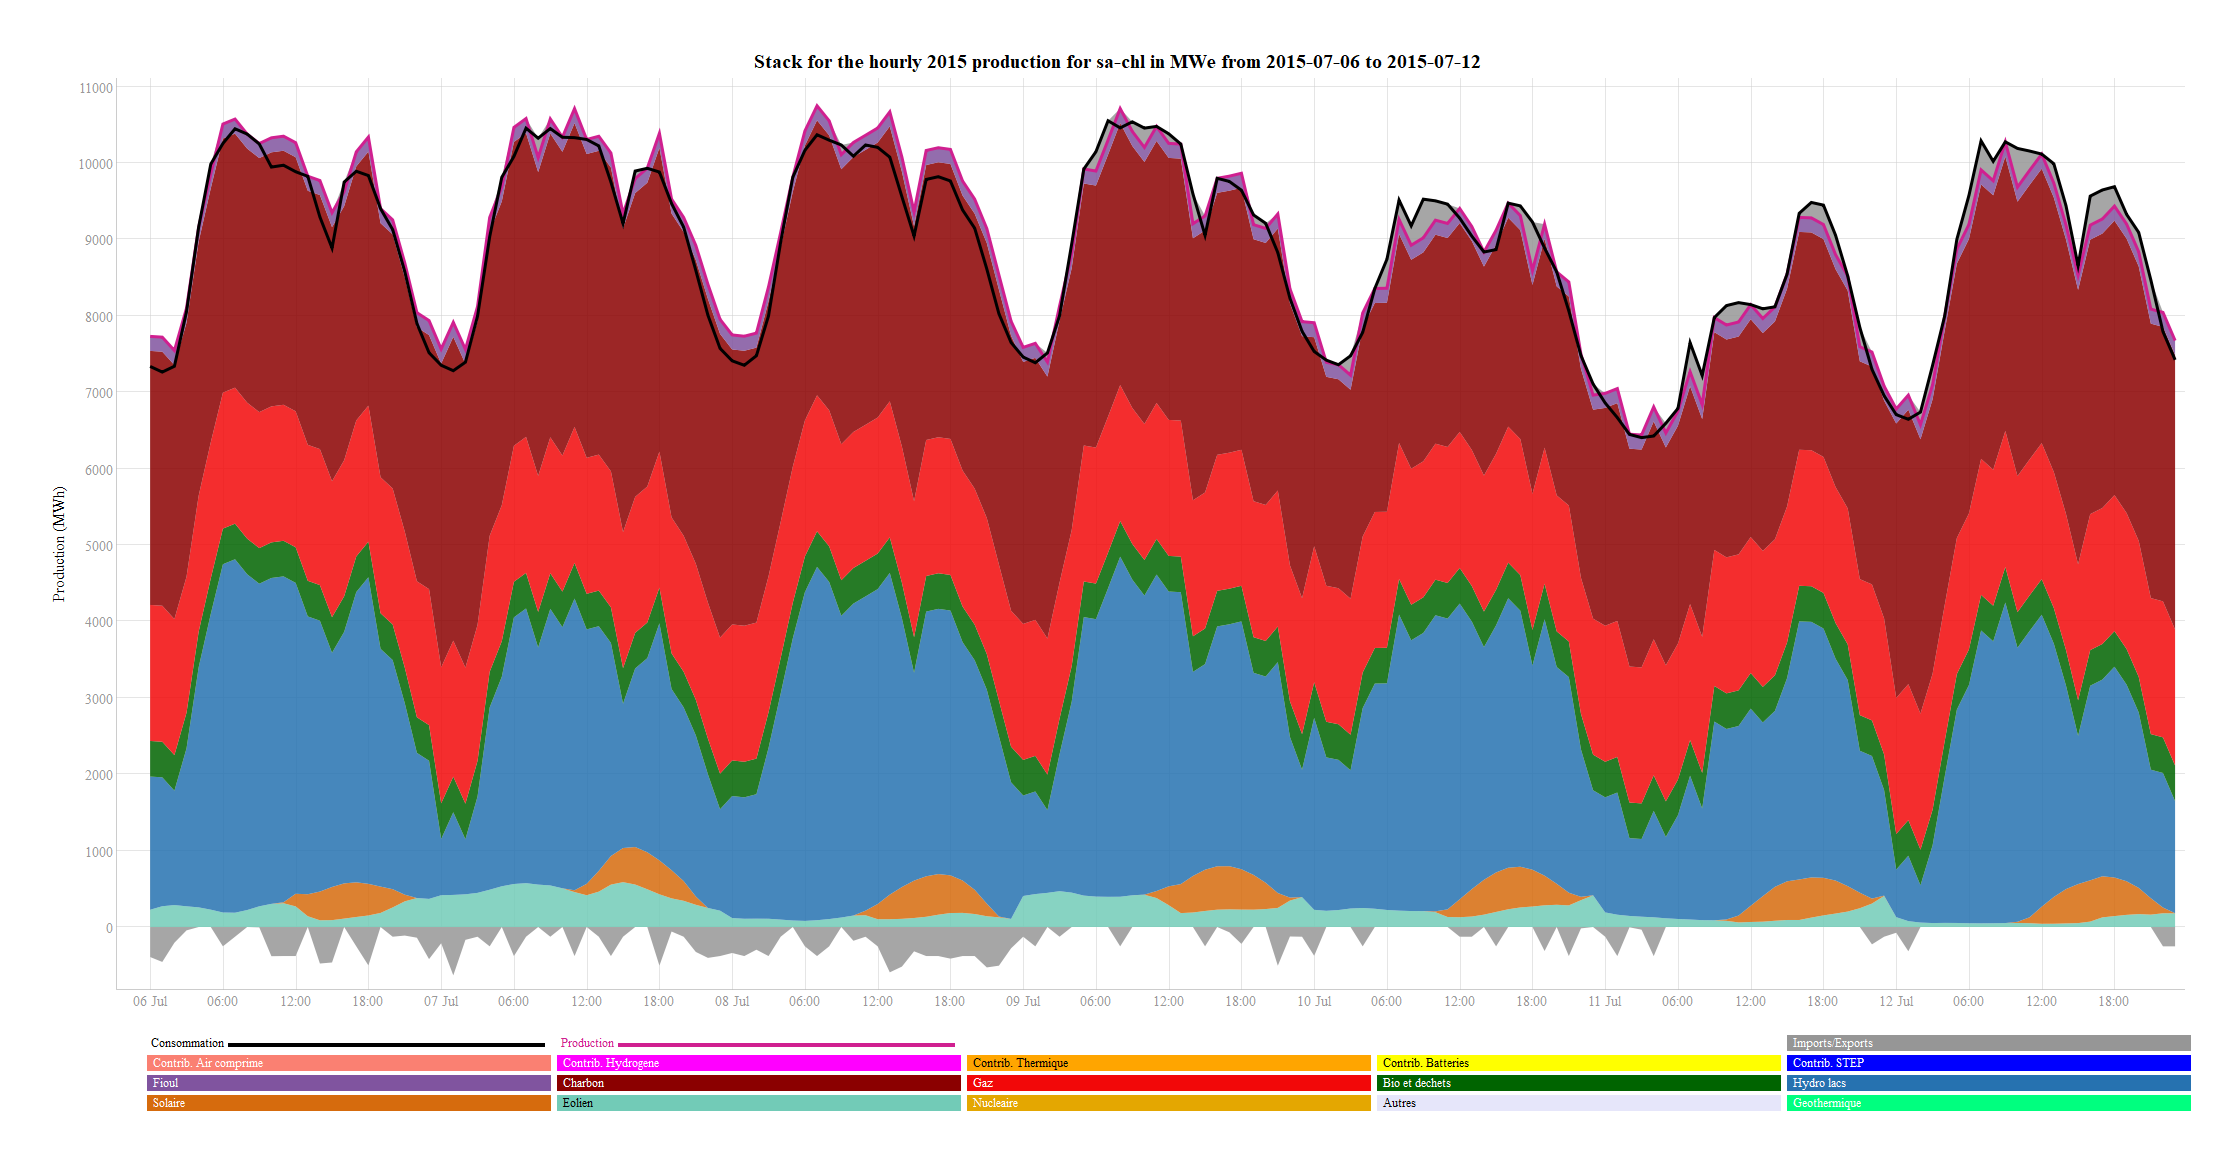 Stack for the hourly 2015 production for sa-chl in MWe from 2015-07-06 to 2015-07-12
11000
10000
9000
8000
7000
6000
5000
4000
3000
2000
1000
0
Production (MWh)
06 Jul 06:00 12:00 18:00 07 Jul 06:00 12:00 18:00 08 Jul 06:00 12:00 18:00 09 Jul 06:00 12:00 18:00 10 Jul 06:00 12:00 18:00 11 Jul 06:00 12:00 18:00 12 Jul 06:00 12:00 18:00
Consommation Production Imports/Exports
Contrib. Air comprime Contrib. Hydrogene Contrib. Thermique Contrib. Batteries Contrib. STEP
Fioul Charbon Gaz Bio et dechets Hydro lacs
Solaire Eolien Nucleaire Autres Geothermique